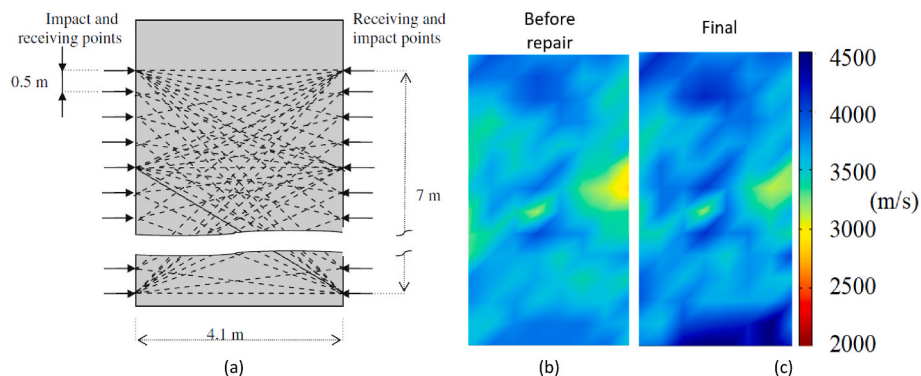 Impact and
receiving points
Receiving and
impact points
0.5 m
7 m
4.1 m
(a)
Before
repair
(b)
Final
(c)
4500
4000
3500
(m/s)
3000
2500
2000